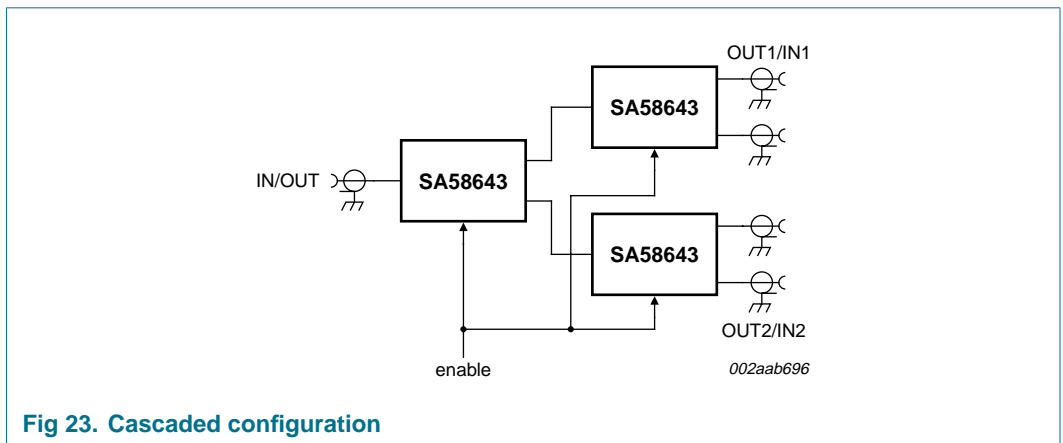 OUT1/IN1
SA58643
IN/OUT
SA58643
SA58643
OUT2/IN2
enable
002aab696
Fig 23. Cascaded configuration